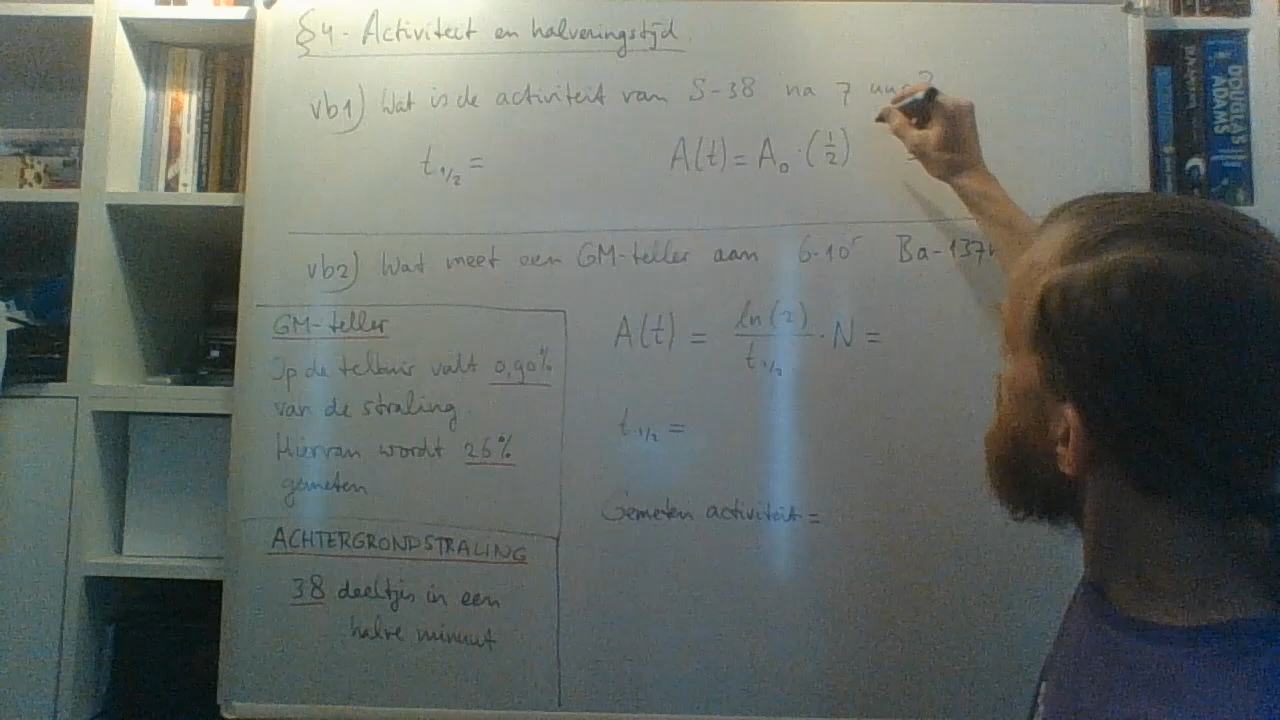 §4 - Activiteit en halveringstijd
vb1) Wat is de activiteit van S-38 na 7 uur?
t 1/2 =
A(t) = A₀ · (1/2)
vb2) Wat meet een GM-teller aan 6·10⁵ Ba-137
GM-teller
Op de telbuis valt 0,90%
van de straling
Hiervan wordt 26%
gemeten
A(t) = ln(2) / t 1/2 · N =
t 1/2 =
Gemeten activiteit =
ACHTERGRONDSTRALING
38 deeltjes in een
halve minuut
DOUGLAS
ADAMS